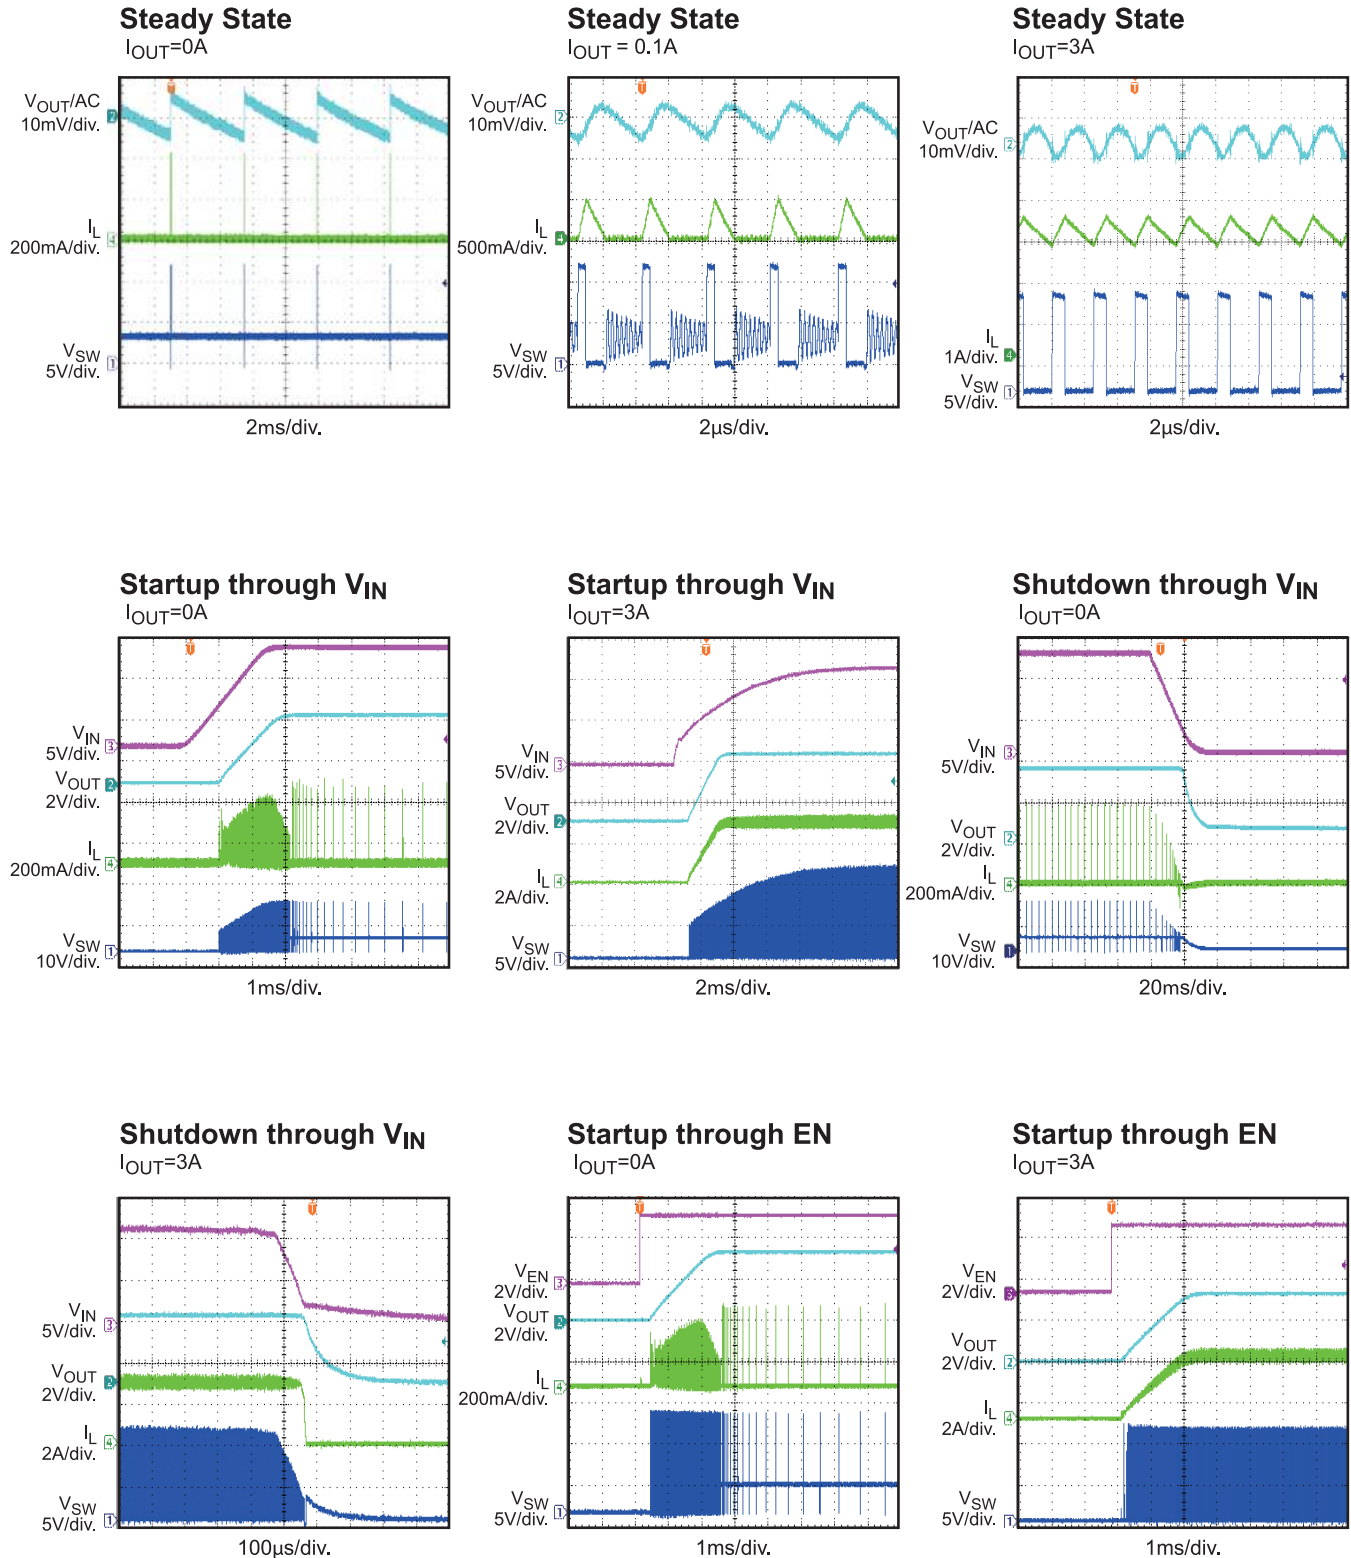 Steady State
IOUT=0A
VOUT/AC
10mV/div.
IL
200mA/div.
VSW
5V/div.
2ms/div.
Steady State
IOUT = 0.1A
VOUT/AC
10mV/div.
IL
500mA/div.
VSW
5V/div.
2µs/div.
Steady State
IOUT=3A
VOUT/AC
10mV/div.
IL
1A/div.
VSW
5V/div.
2µs/div.
Startup through VIN
IOUT=0A
VIN
5V/div.
VOUT
2V/div.
IL
200mA/div.
VSW
10V/div.
1ms/div.
Startup through VIN
IOUT=3A
VIN
5V/div.
VOUT
2V/div.
IL
2A/div.
VSW
5V/div.
2ms/div.
Shutdown through VIN
IOUT=0A
VIN
5V/div.
VOUT
2V/div.
IL
200mA/div.
VSW
10V/div.
20ms/div.
Shutdown through VIN
IOUT=3A
VIN
5V/div.
VOUT
2V/div.
IL
2A/div.
VSW
5V/div.
100µs/div.
Startup through EN
IOUT=0A
VEN
2V/div.
VOUT
2V/div.
IL
200mA/div.
VSW
5V/div.
1ms/div.
Startup through EN
IOUT=3A
VEN
2V/div.
VOUT
2V/div.
IL
2A/div.
VSW
5V/div.
1ms/div.